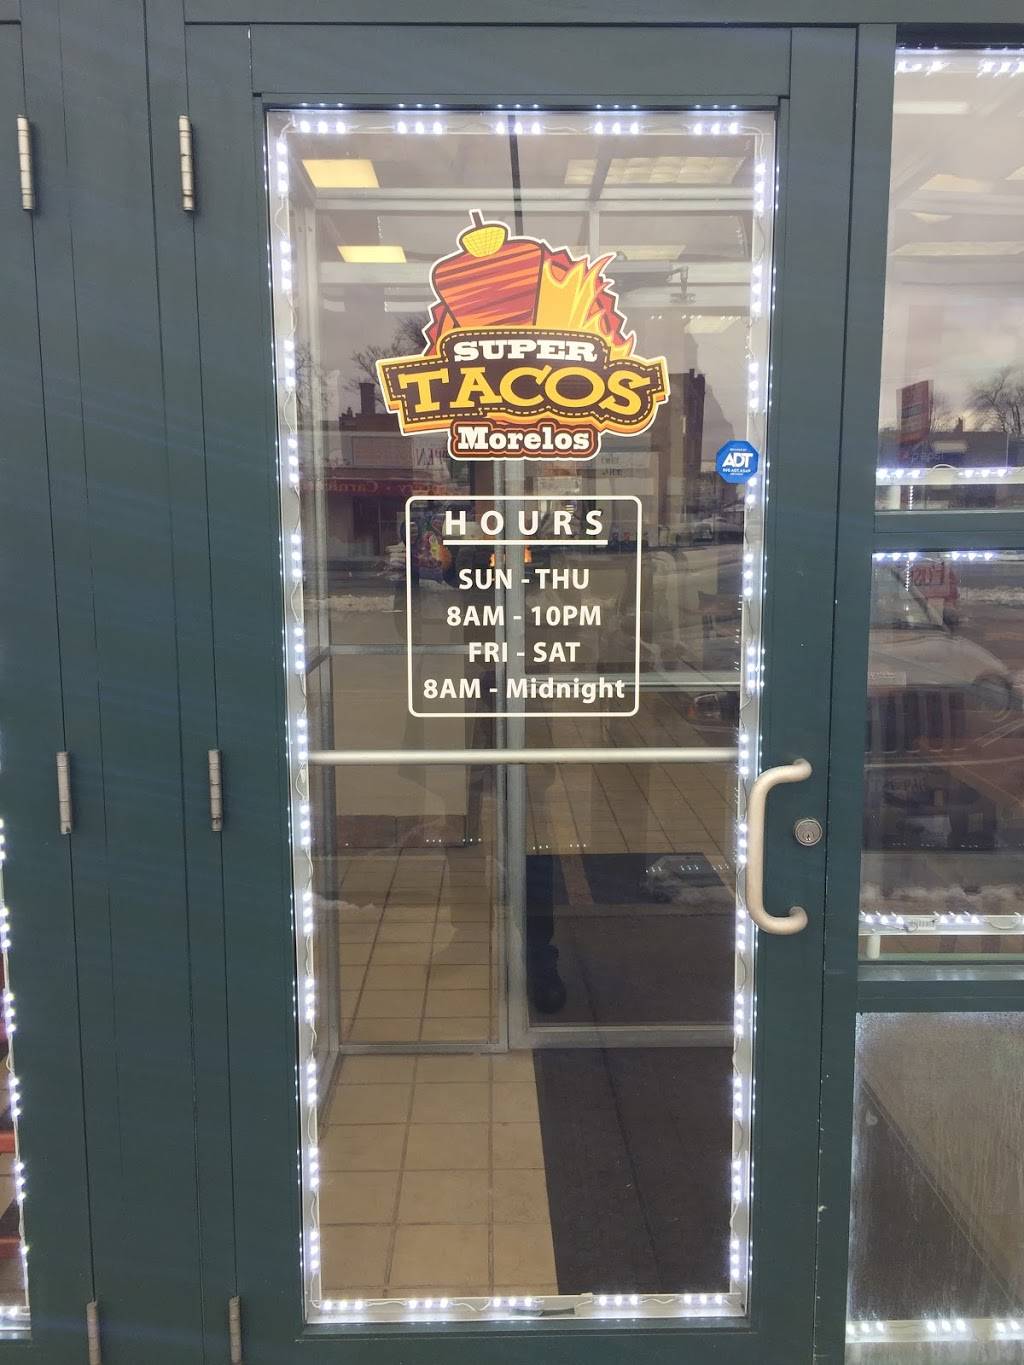 SUPER
TACOS
Morelos
ADT
HOURS
SUN - THU
8AM - 10PM
FRI - SAT
8AM - Midnight